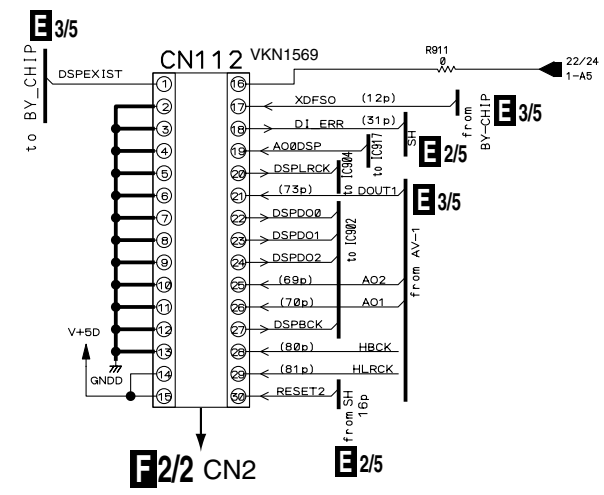 E 3/5
CN112 VKN1569
R911
0
22/24
1-A5
to BY_CHIP
DSPEXIST
1
2
3
4
5
6
7
8
9
10
11
12
13
14
15
V+5D
GNDD
16
17 XDFSO (12p)
18 DI_ERR (31p)
19 AO0DSP
20 DSPLRCK
21 (73p) DOUT1
22 DSPDO0
23 DSPDO1
24 DSPDO2
25 (69p) AO2
26 (70p) AO1
27 DSPBCK
28 (80p) HBCK
29 (81p) HLRCK
30 RESET2
from
BY-CHIP
E 3/5
SH
E 2/5
to IC917
to IC904
to IC902
E 3/5
from AV-1
from SH
16p
E 2/5
F 2/2 CN2